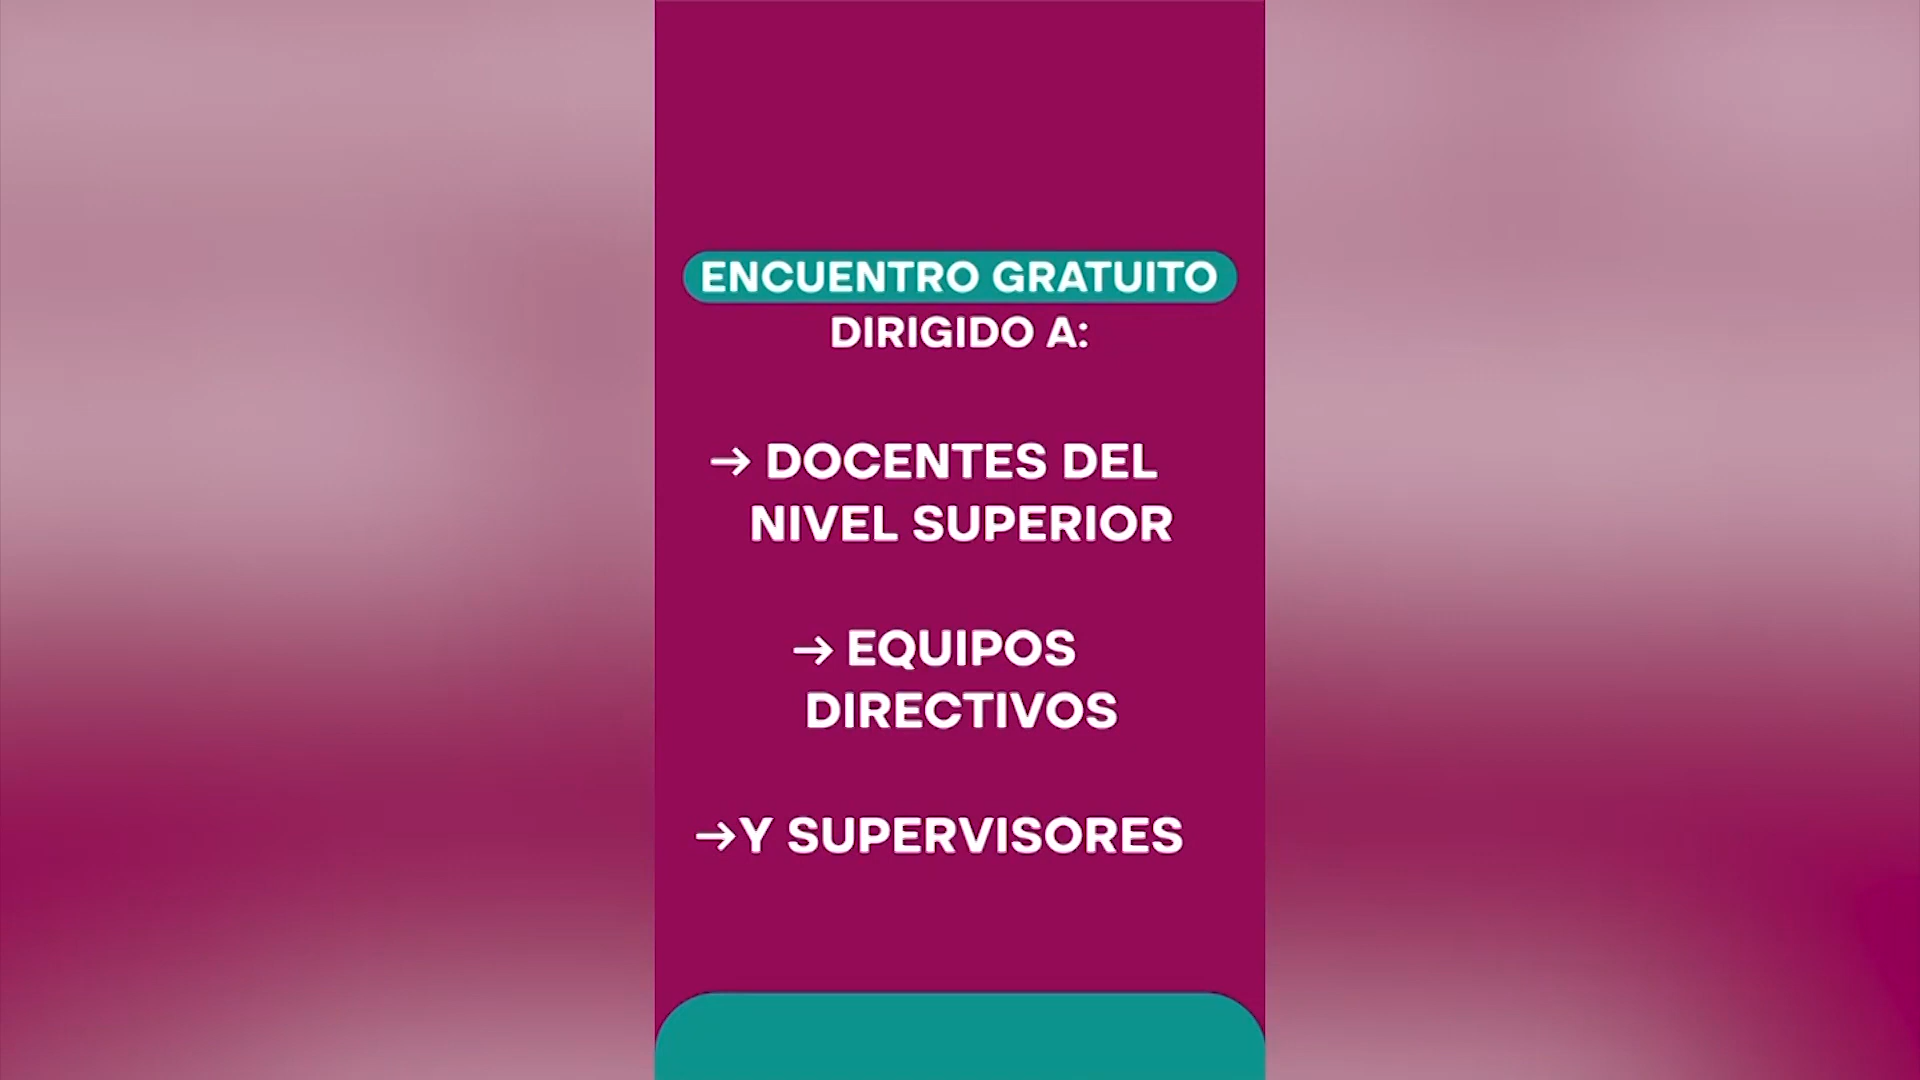 ENCUENTRO GRATUITO
DIRIGIDO A:
→ DOCENTES DEL
NIVEL SUPERIOR
→ EQUIPOS
DIRECTIVOS
→Y SUPERVISORES